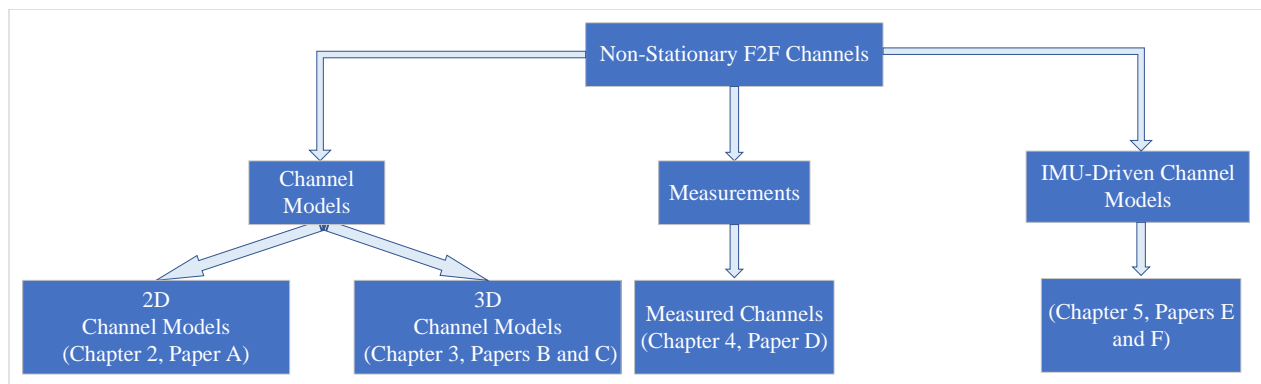 Non-Stationary F2F Channels
Channel
Models
Measurements
IMU-Driven Channel
Models
2D
Channel Models
(Chapter 2, Paper A)
3D
Channel Models
(Chapter 3, Papers B and C)
Measured Channels
(Chapter 4, Paper D)
(Chapter 5, Papers E
and F)